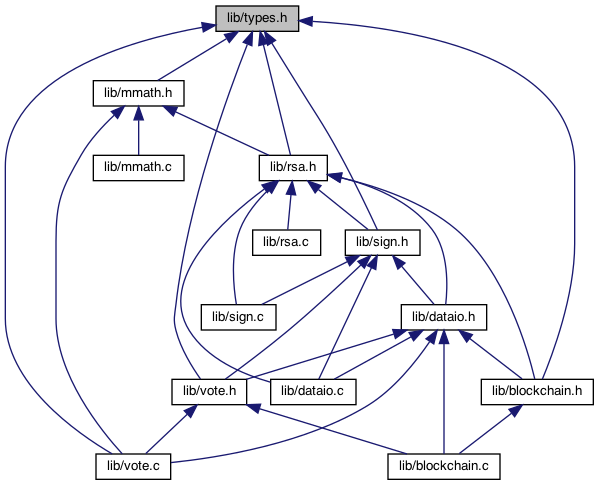 lib/types.h
lib/mmath.h
lib/mmath.c
lib/rsa.h
lib/rsa.c
lib/sign.h
lib/sign.c
lib/dataio.h
lib/vote.h
lib/dataio.c
lib/blockchain.h
lib/vote.c
lib/blockchain.c